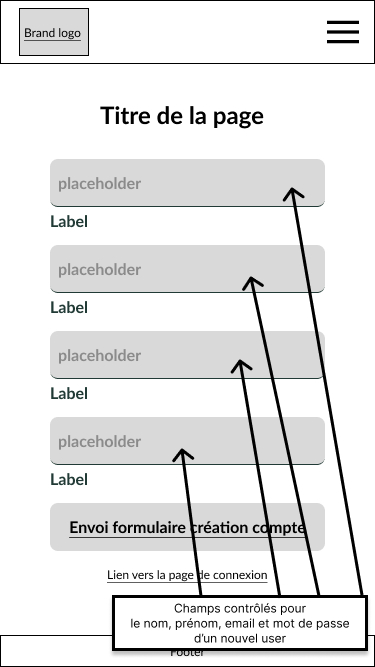 Brand logo
Titre de la page
placeholder
Label
placeholder
Label
placeholder
Label
placeholder
Label
Envoi formulaire création compte
Lien vers la page de connexion
Champs contrôlés pour
le nom, prénom, email et mot de passe
d'un nouvel user
Footer